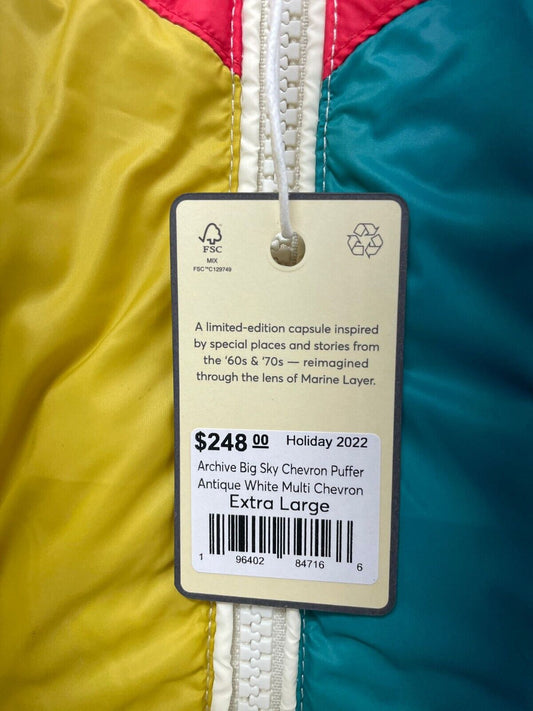 FSC
MIX
FSC™C129749
A limited-edition capsule inspired
by special places and stories from
the '60s & '70s — reimagined
through the lens of Marine Layer.
$248 00 Holiday 2022
Archive Big Sky Chevron Puffer
Antique White Multi Chevron
Extra Large
1 96402 84716 6